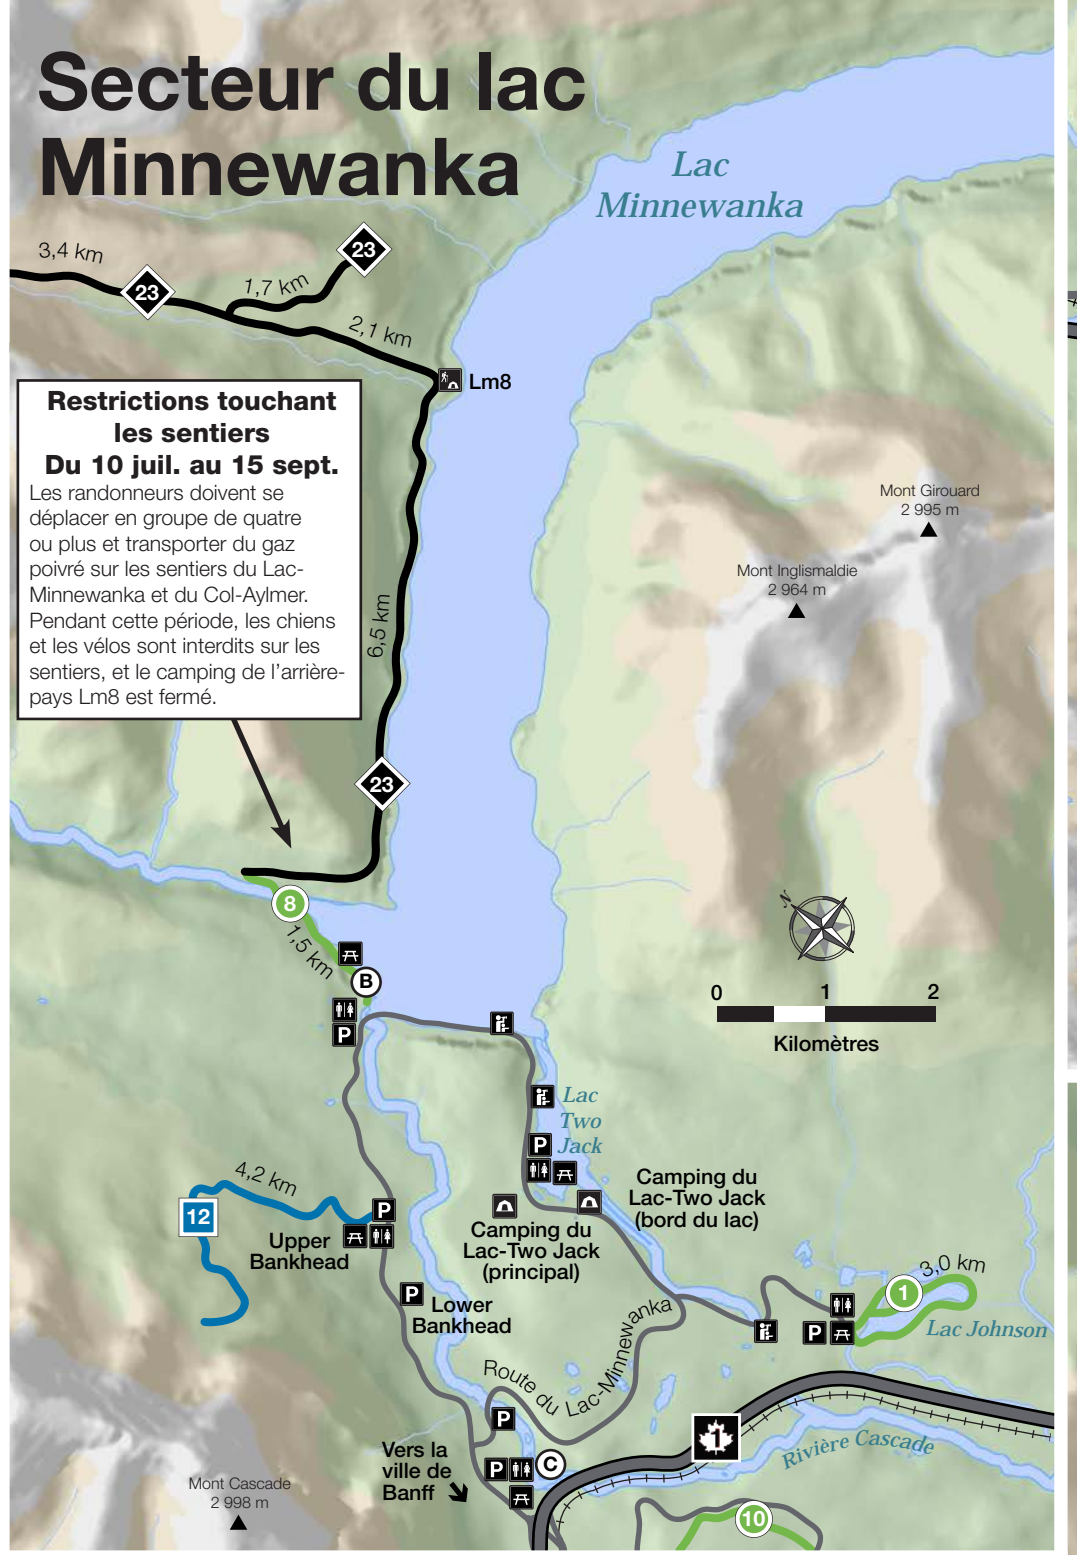 Secteur du lac
Minnewanka
Lac
Minnewanka
3,4 km
23
1,7 km
23
2,1 km
Lm8
Restrictions touchant
les sentiers
Du 10 juil. au 15 sept.
Les randonneurs doivent se
déplacer en groupe de quatre
ou plus et transporter du gaz
poivré sur les sentiers du Lac-
Minnewanka et du Col-Aylmer.
Pendant cette période, les chiens
et les vélos sont interdits sur les
sentiers, et le camping de l'arrière-
pays Lm8 est fermé.
Mont Girouard
2 995 m
Mont Inglismaldie
2 964 m
6,5 km
23
8
1,5 km
B
P
N
0 1 2
Kilomètres
Lac
Two
Jack
P
4,2 km
12
P
Upper
Bankhead
Camping du
Lac-Two Jack
(bord du lac)
Camping du
Lac-Two Jack
(principal)
P
Lower
Bankhead
3,0 km
1
P
Lac Johnson
Route du Lac-Minnewanka
P
1
Rivière Cascade
Vers la
ville de
Banff
P
C
Mont Cascade
2 998 m
10